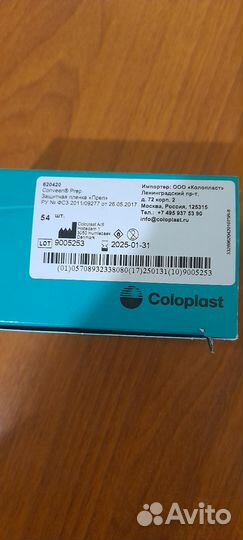 620420
Conveen® Prep
Защитная пленка «Преп»
РУ № ФСЗ 2011/09277 от 26.05.2017
Импортер: ООО «Колопласт»
Ленинградский пр-т,
д. 72 корп. 2
Москва, Россия, 125315
Тел.: +7 495 937 53 90
info@coloplast.ru
54 шт.
Coloplast A/S
Holtedam 1
3050 Humlebaek
Denmark
LOT 9005253
2025-01-31
(01)05708932338080(17)250131(10)9005253
Coloplast
Avito